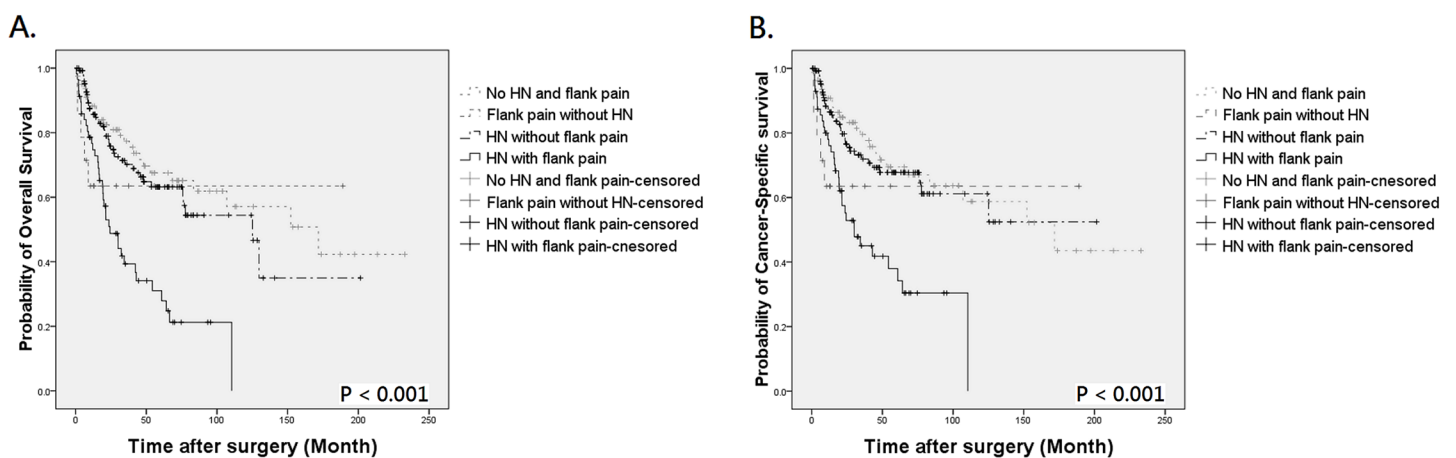 A.
Probability of Overall Survival
1.0
0.8
0.6
0.4
0.2
0.0
0
50
100
150
200
250
Time after surgery (Month)
P < 0.001
No HN and flank pain
Flank pain without HN
HN without flank pain
HN with flank pain
No HN and flank pain-censored
Flank pain without HN-censored
HN without flank pain-censored
HN with flank pain-cnesored
B.
Probability of Cancer-Specific survival
1.0
0.8
0.6
0.4
0.2
0.0
0
50
100
150
200
250
Time after surgery (Month)
P < 0.001
No HN and flank pain
Flank pain without HN
HN without flank pain
HN with flank pain
No HN and flank pain-cnesored
Flank pain without HN-censored
HN without flank pain-censored
HN with flank pain-censored